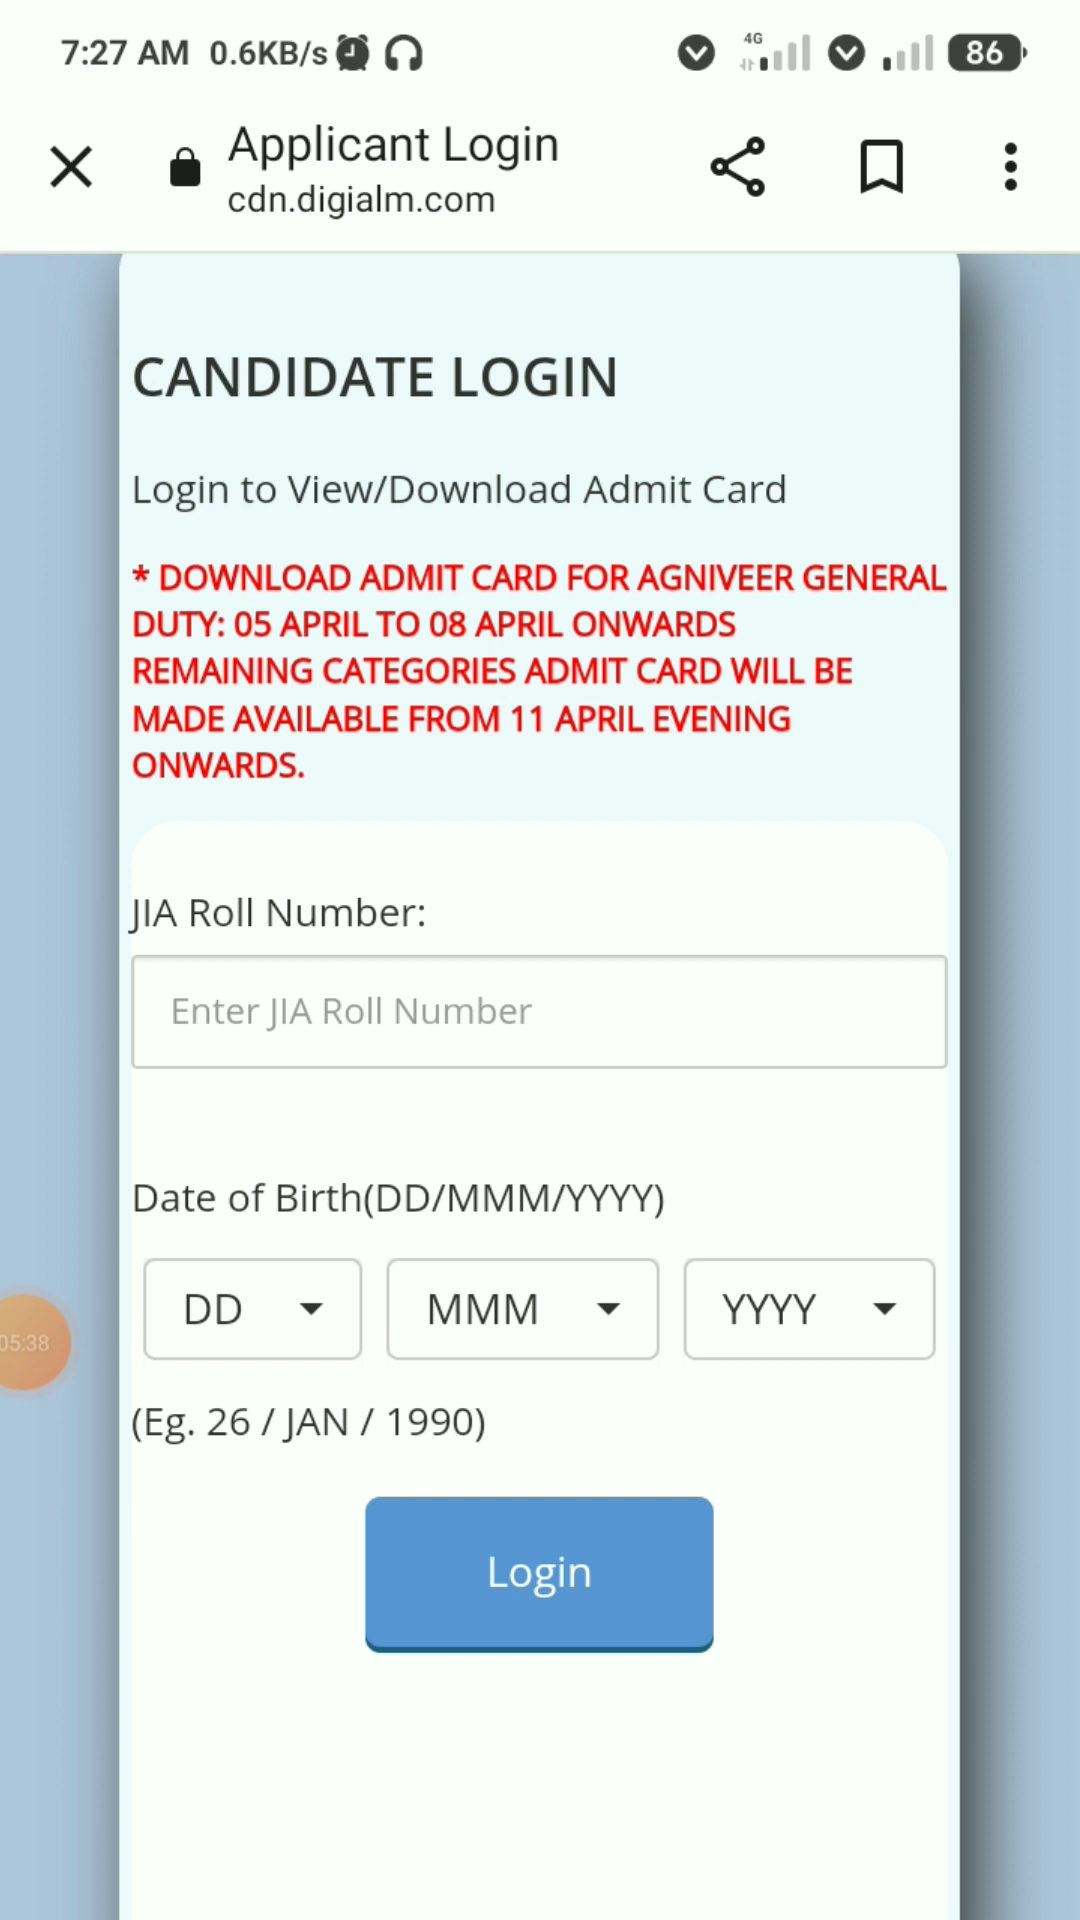 7:27 AM 0.6KB/s 4G 86
Applicant Login
cdn.digialm.com
CANDIDATE LOGIN
Login to View/Download Admit Card
* DOWNLOAD ADMIT CARD FOR AGNIVEER GENERAL
DUTY: 05 APRIL TO 08 APRIL ONWARDS
REMAINING CATEGORIES ADMIT CARD WILL BE
MADE AVAILABLE FROM 11 APRIL EVENING
ONWARDS.
JIA Roll Number:
Enter JIA Roll Number
Date of Birth(DD/MMM/YYYY)
DD MMM YYYY
05:38
(Eg. 26 / JAN / 1990)
Login